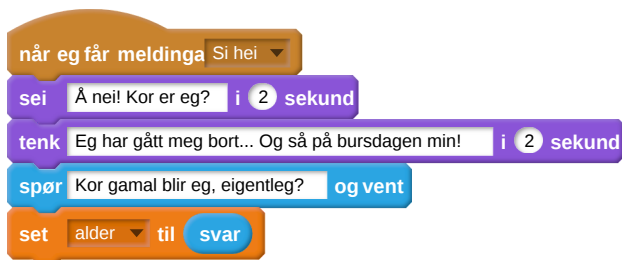 når eg får meldinga Si hei
sei Å nei! Kor er eg? i 2 sekund
tenk Eg har gått meg bort... Og så på bursdagen min! i 2 sekund
spør Kor gamal blir eg, eigentleg? og vent
set alder til svar